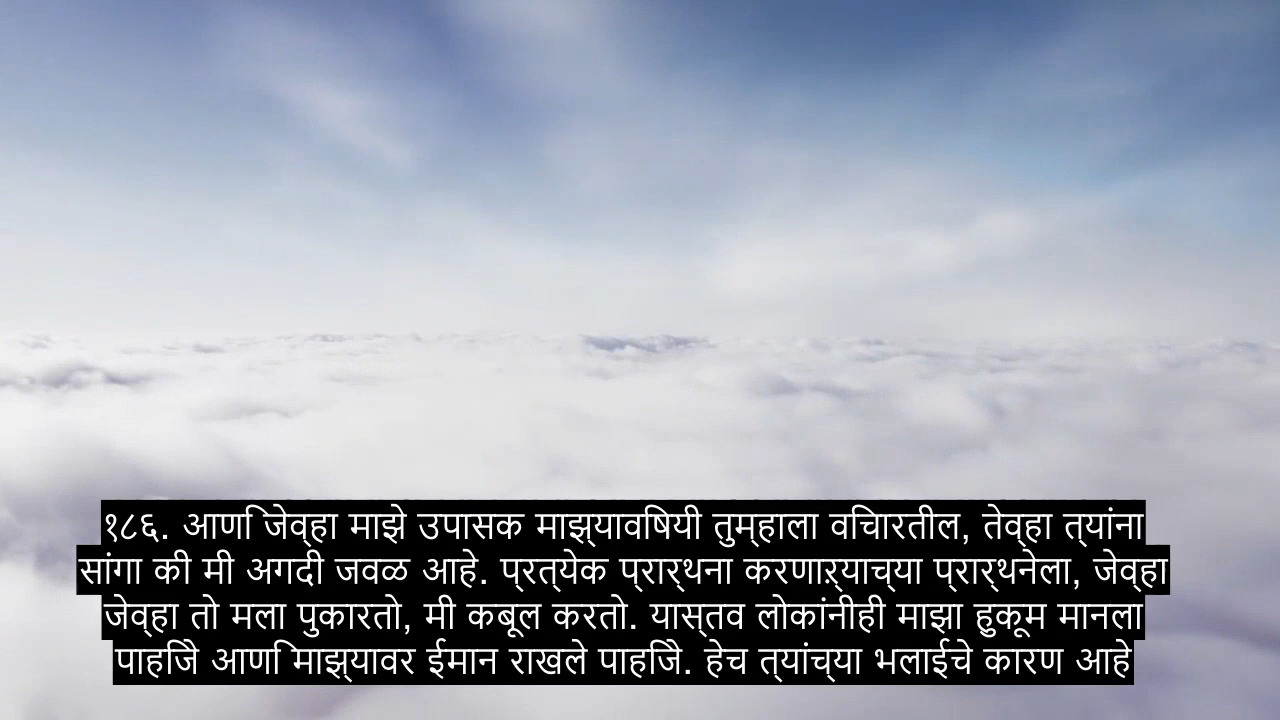 १८६. आणि जेव्हा माझे उपासक माझ्याविषयी तुम्हाला विचारतील, तेव्हा त्यांना
सांगा की मी अगदी जवळ आहे. प्रत्येक प्रार्थना करणाऱ्याच्या प्रार्थनेला, जेव्हा
जेव्हा तो मला पुकारतो, मी कबूल करतो. यास्तव लोकांनीही माझा हुकूम मानला
पाहिजे आणि माझ्यावर ईमान राखले पाहिजे. हेच त्यांच्या भलाईचे कारण आहे